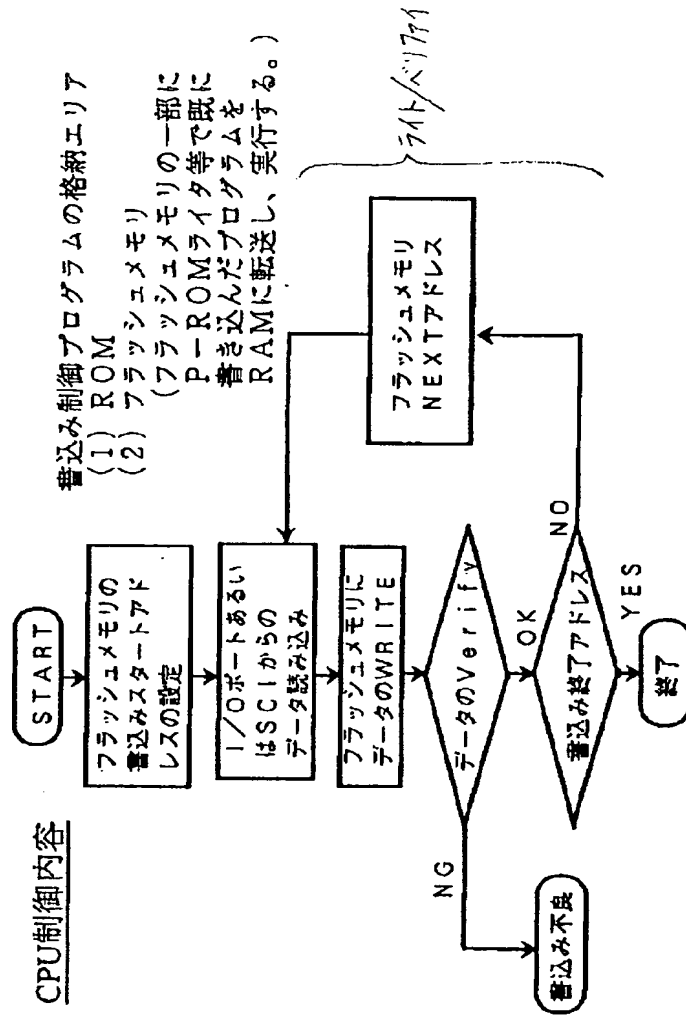 CPU制御内容
START
フラッシュメモリの
書込みスタートアド
レスの設定
I/Oポートあるい
はSCIからの
データ読み込み
フラッシュメモリに
データのWRITE
データのVerify
NG
OK
書込み不良
書込み終了アドレス
NO
YES
終了
フラッシュメモリ
NEXTアドレス
書込み制御プログラムの格納エリア
(1) ROM
(2) フラッシュメモリ
(フラッシュメモリの一部に
P-ROMライタ等で既に
書き込んだプログラムを
RAMに転送し、実行する。)
ライト/ベリファイ